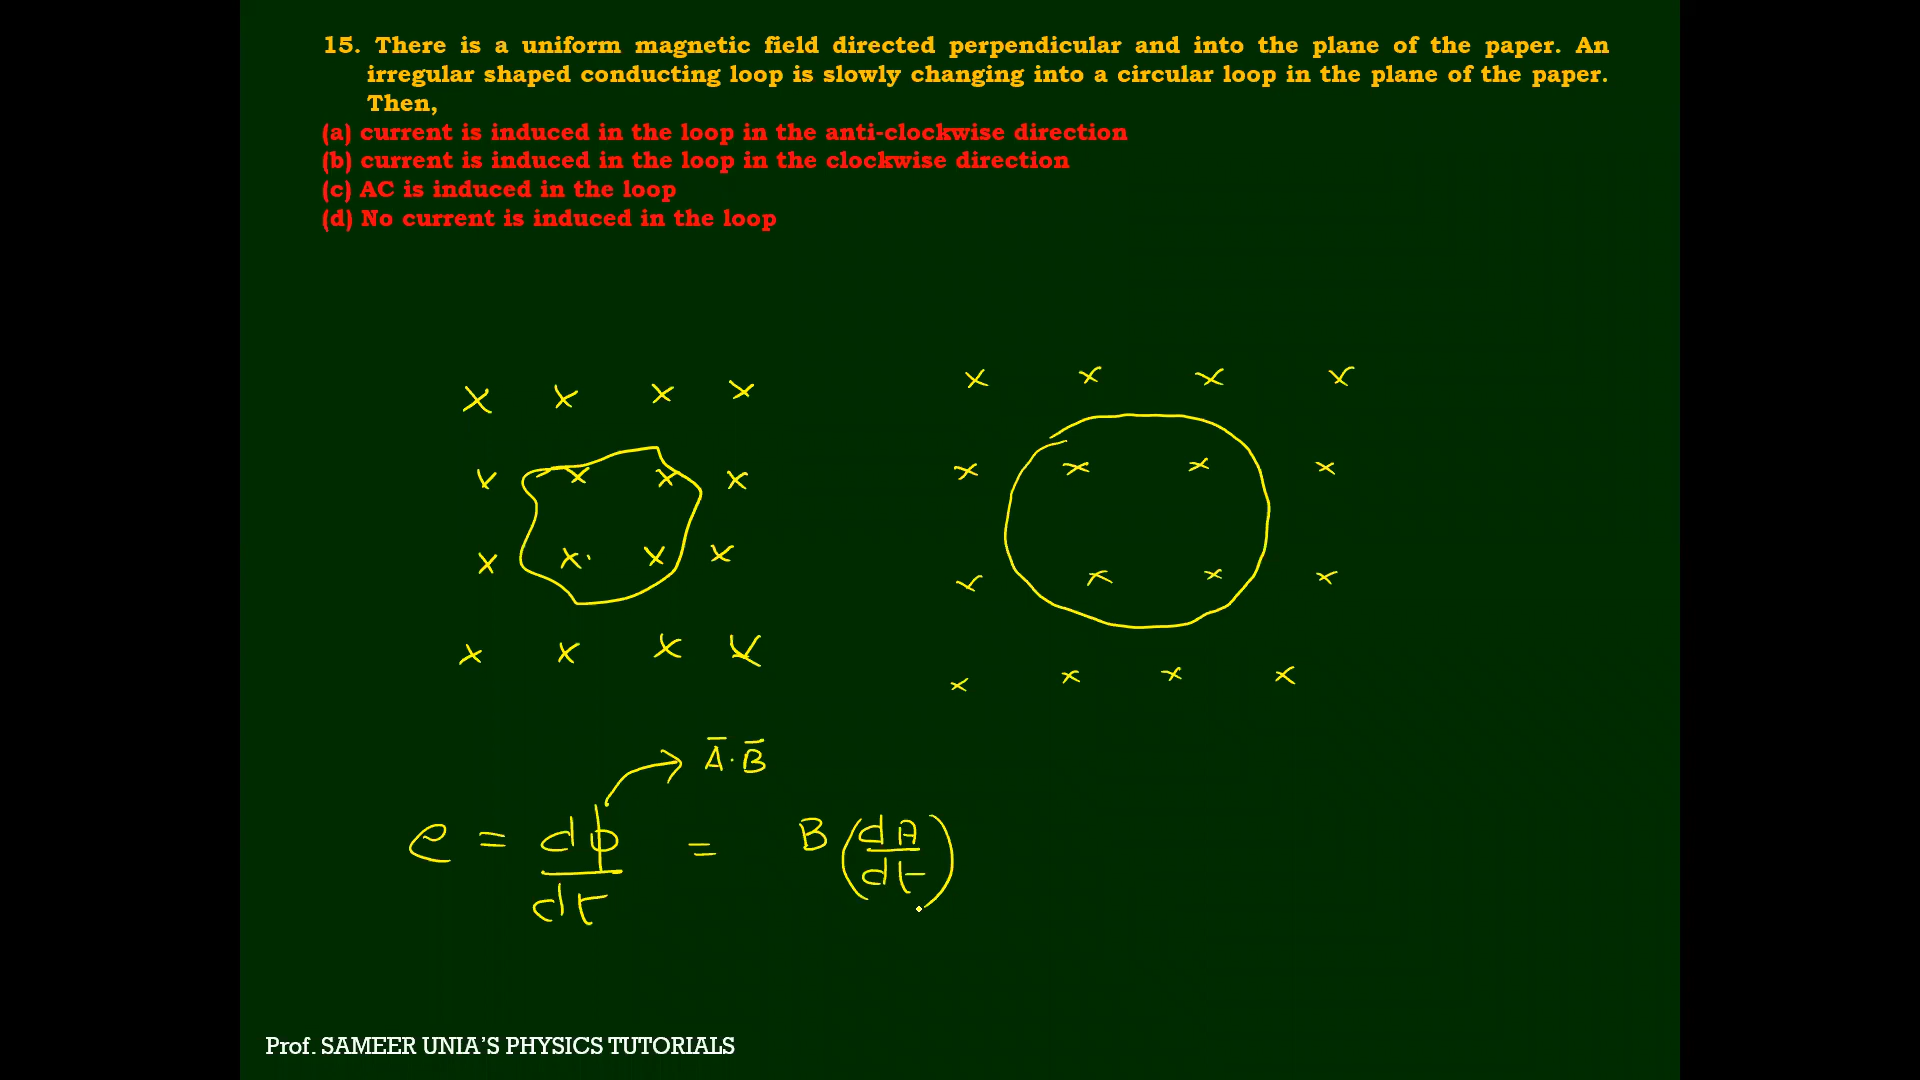 15. There is a uniform magnetic field directed perpendicular and into the plane of the paper. An
irregular shaped conducting loop is slowly changing into a circular loop in the plane of the paper.
Then,
(a) current is induced in the loop in the anti-clockwise direction
(b) current is induced in the loop in the clockwise direction
(c) AC is induced in the loop
(d) No current is induced in the loop
x x x x
x x x x
x x x x
x x x x
x x x x
x x x x
x x x x
x x x x
A̅ · B̅
e = dϕ/dt = B (dA/dt)
Prof. SAMEER UNIA'S PHYSICS TUTORIALS